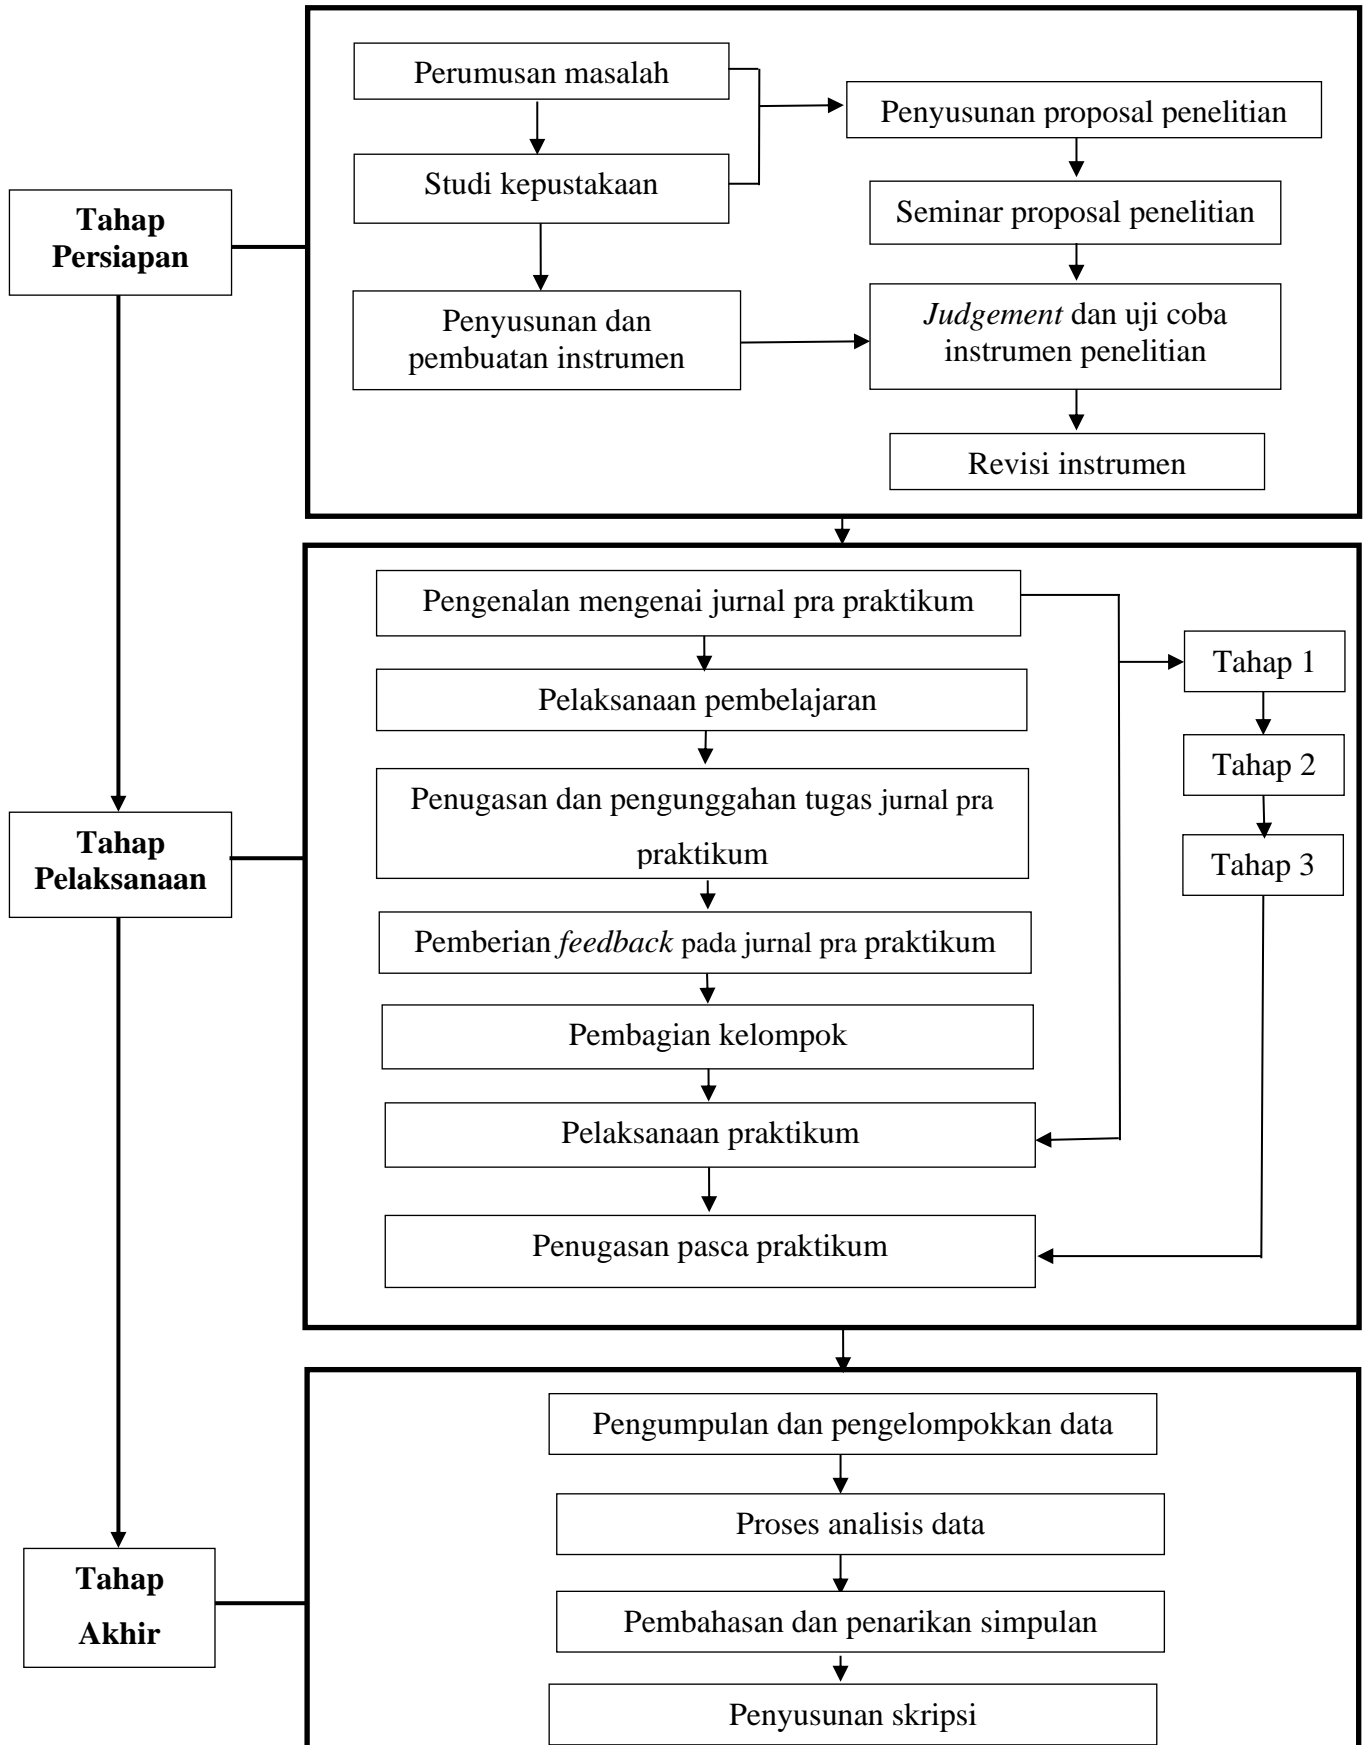 Perumusan masalah
Penyusunan proposal penelitian
Studi kepustakaan
Seminar proposal penelitian
Tahap
Persiapan
Penyusunan dan
pembuatan instrumen
Judgement dan uji coba
instrumen penelitian
Revisi instrumen
Pengenalan mengenai jurnal pra praktikum
Tahap 1
Pelaksanaan pembelajaran
Tahap 2
Penugasan dan pengunggahan tugas jurnal pra
praktikum
Tahap 3
Tahap
Pelaksanaan
Pemberian feedback pada jurnal pra praktikum
Pembagian kelompok
Pelaksanaan praktikum
Penugasan pasca praktikum
Pengumpulan dan pengelompokkan data
Proses analisis data
Tahap
Akhir
Pembahasan dan penarikan simpulan
Penyusunan skripsi